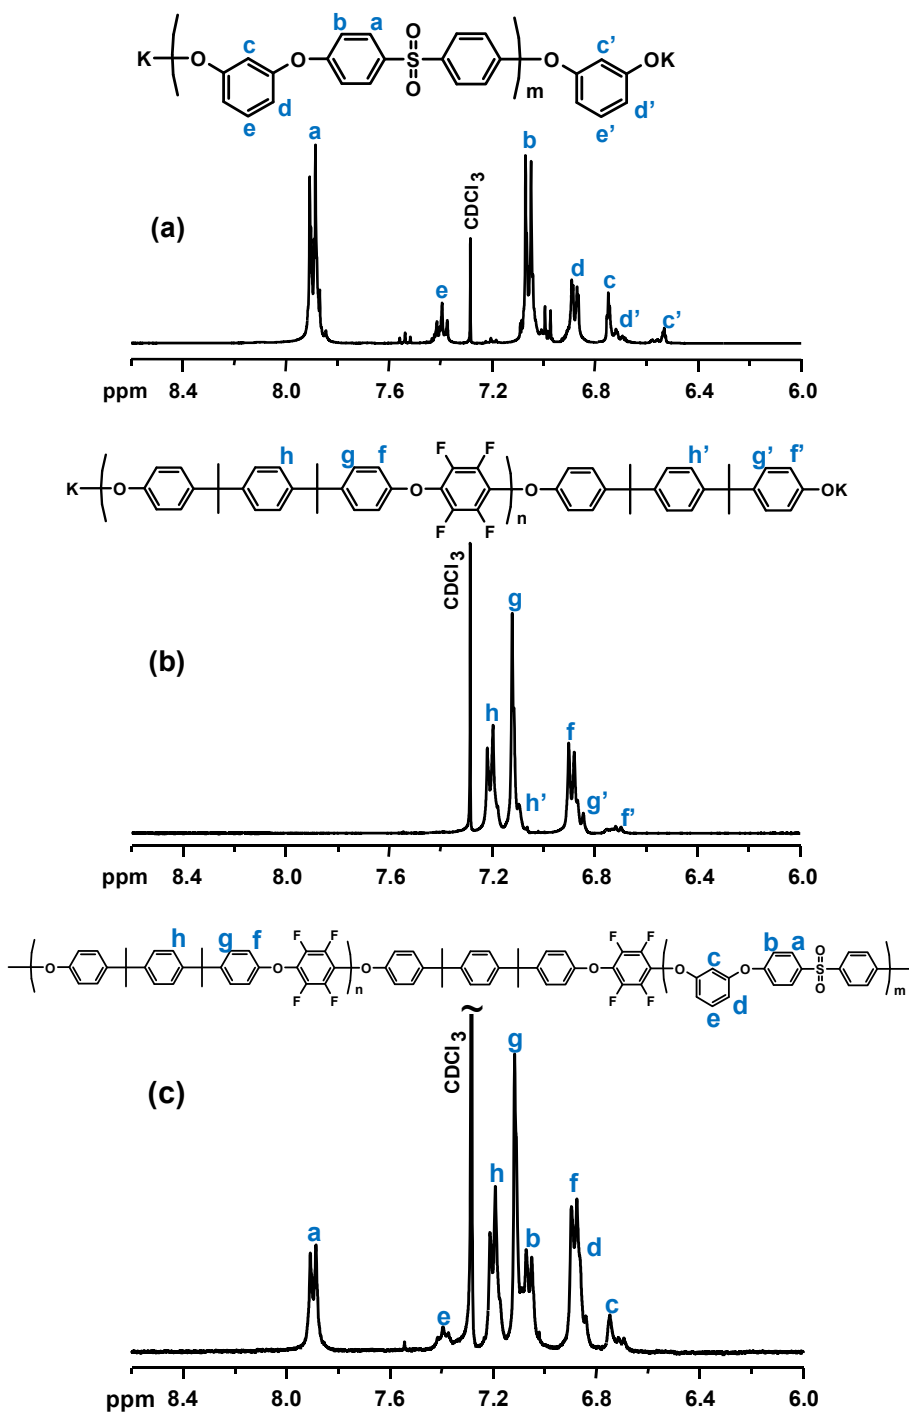 b a
O
c O c'
K O O S O OK
d O m d'
e e'
a b
CDCl3
(a)
d
e c
d' c'
ppm 8.4 8.0 7.6 7.2 6.8 6.4 6.0
h g f F F h' g' f'
K O O O OK
F F n
CDCl3
g
(b)
h f
h' g' f'
ppm 8.4 8.0 7.6 7.2 6.8 6.4 6.0
h g f F F F F b a
O
O O O O O c O S
F F n F F d O m
e
~
CDCl3
g
(c)
h f
a b d
e c
ppm 8.4 8.0 7.6 7.2 6.8 6.4 6.0